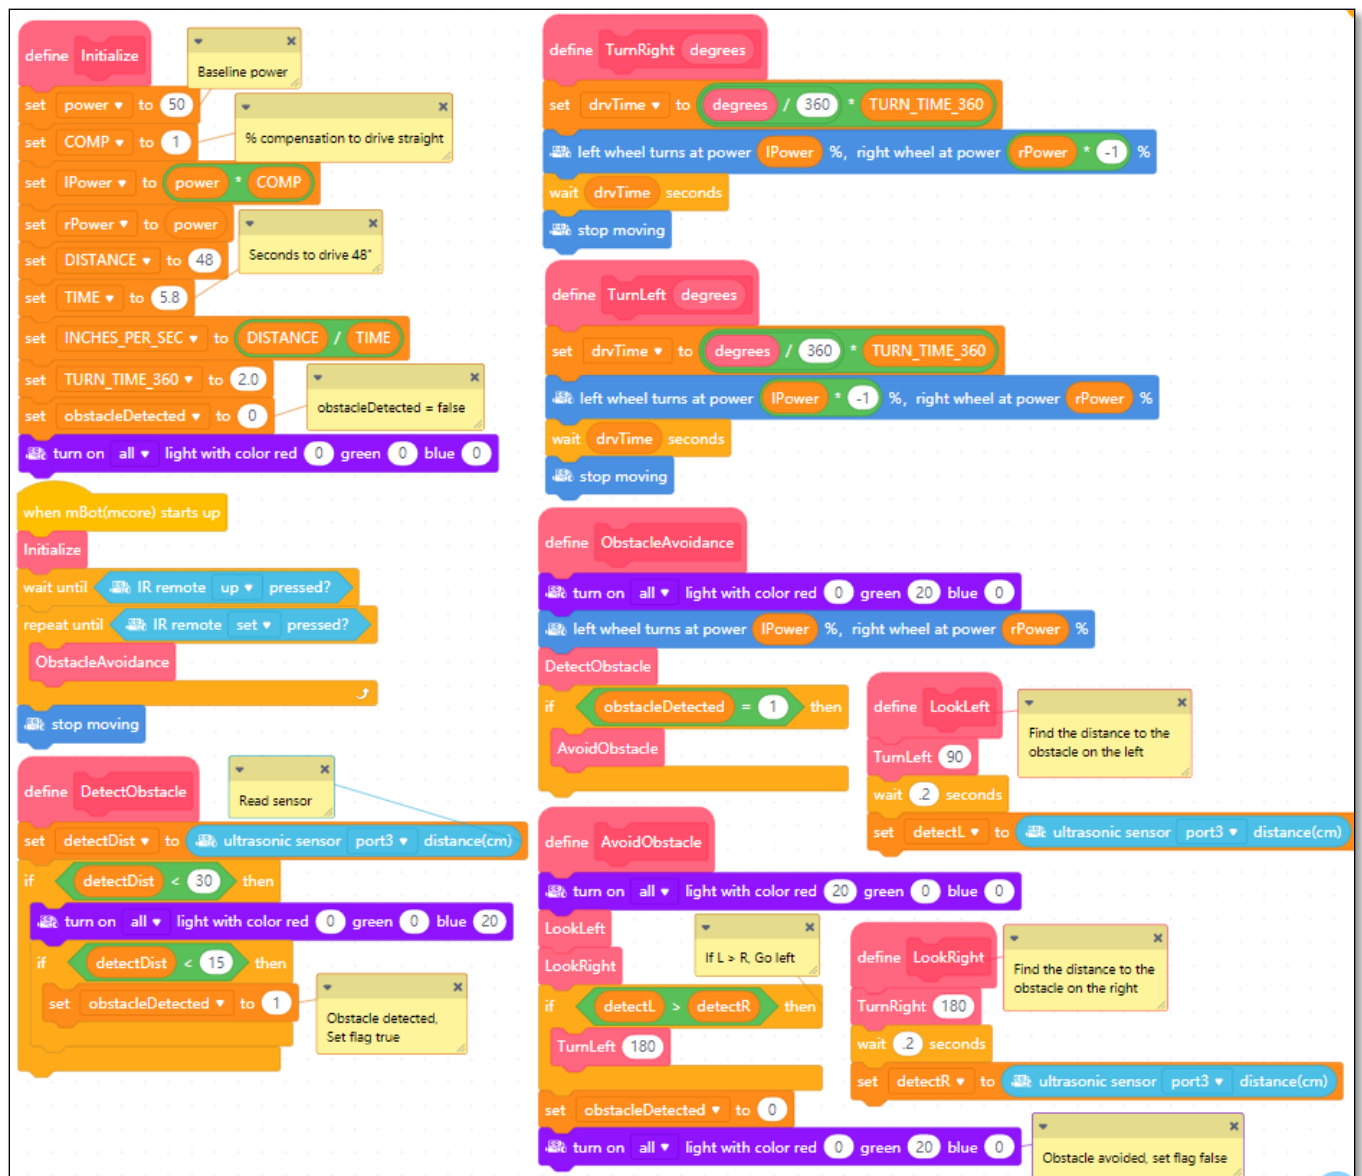 define Initialize
Baseline power
set power to 50
set COMP to 1
% compensation to drive straight
set lPower to power * COMP
set rPower to power
set DISTANCE to 48
Seconds to drive 48"
set TIME to 5.8
set INCHES_PER_SEC to DISTANCE / TIME
set TURN_TIME_360 to 2.0
set obstacleDetected to 0
obstacleDetected = false
turn on all light with color red 0 green 0 blue 0
when mBot(mcore) starts up
Initialize
wait until IR remote up pressed?
repeat until IR remote set pressed?
ObstacleAvoidance
stop moving
define DetectObstacle
Read sensor
set detectDist to ultrasonic sensor port3 distance(cm)
if detectDist < 30 then
turn on all light with color red 0 green 0 blue 20
if detectDist < 15 then
set obstacleDetected to 1
Obstacle detected,
Set flag true
define TurnRight degrees
set drvTime to degrees / 360 * TURN_TIME_360
left wheel turns at power lPower %, right wheel at power rPower * -1 %
wait drvTime seconds
stop moving
define TurnLeft degrees
set drvTime to degrees / 360 * TURN_TIME_360
left wheel turns at power lPower * -1 %, right wheel at power rPower %
wait drvTime seconds
stop moving
define ObstacleAvoidance
turn on all light with color red 0 green 20 blue 0
left wheel turns at power lPower %, right wheel at power rPower %
DetectObstacle
if obstacleDetected = 1 then
AvoidObstacle
define LookLeft
Find the distance to the
obstacle on the left
TurnLeft 90
wait .2 seconds
set detectL to ultrasonic sensor port3 distance(cm)
define AvoidObstacle
turn on all light with color red 20 green 0 blue 0
LookLeft
LookRight
If L > R, Go left
if detectL > detectR then
TurnLeft 180
set obstacleDetected to 0
turn on all light with color red 0 green 20 blue 0
Obstacle avoided, set flag false
define LookRight
Find the distance to the
obstacle on the right
TurnRight 180
wait .2 seconds
set detectR to ultrasonic sensor port3 distance(cm)